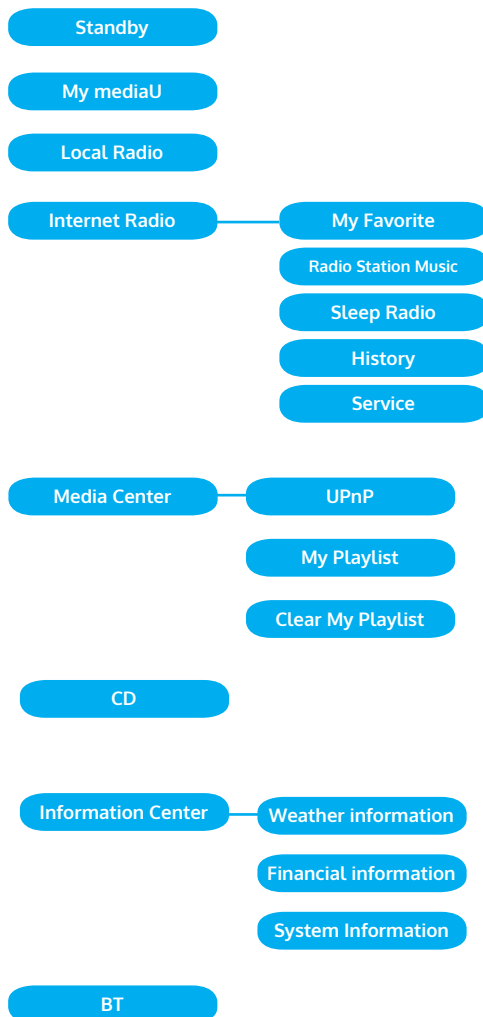 Standby
My mediaU
Local Radio
Internet Radio
My Favorite
Radio Station Music
Sleep Radio
History
Service
Media Center
UPnP
My Playlist
Clear My Playlist
CD
Information Center
Weather information
Financial information
System Information
BT